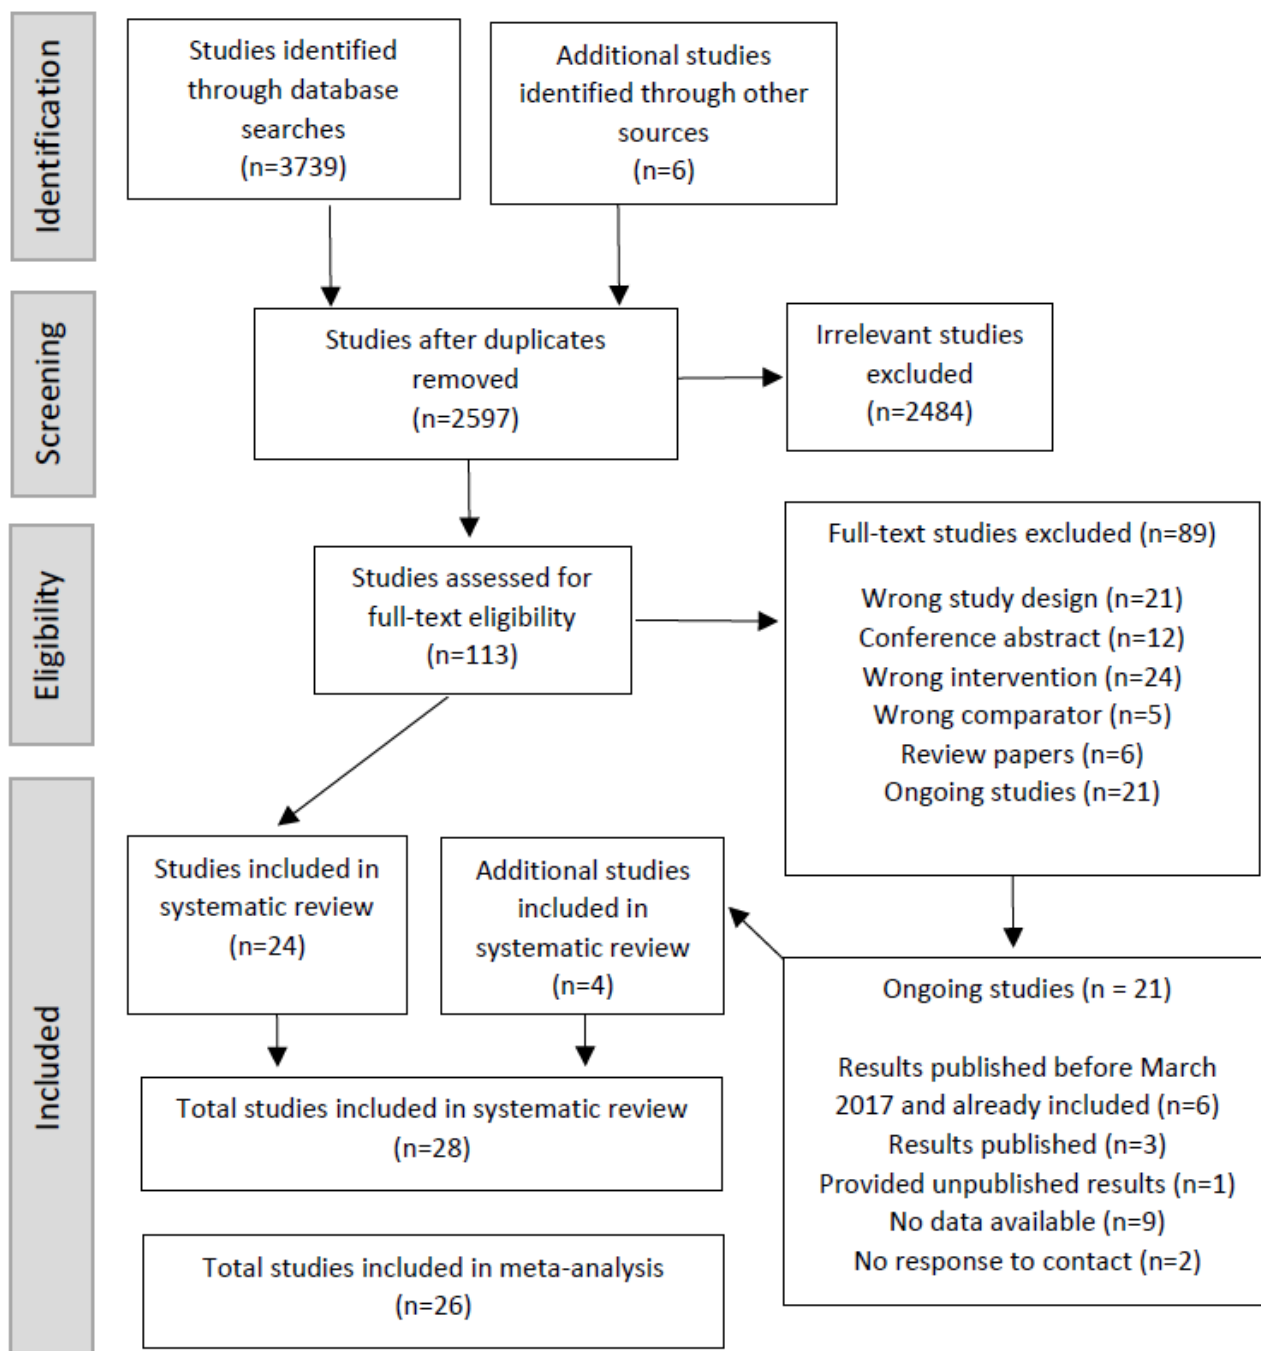 Identification
Studies identified
through database
searches
(n=3739)
Additional studies
identified through other
sources
(n=6)
Screening
Studies after duplicates
removed
(n=2597)
Irrelevant studies
excluded
(n=2484)
Eligibility
Studies assessed for
full-text eligibility
(n=113)
Full-text studies excluded (n=89)
Wrong study design (n=21)
Conference abstract (n=12)
Wrong intervention (n=24)
Wrong comparator (n=5)
Review papers (n=6)
Ongoing studies (n=21)
Included
Studies included in
systematic review
(n=24)
Additional studies
included in
systematic review
(n=4)
Ongoing studies (n = 21)
Results published before March
2017 and already included (n=6)
Results published (n=3)
Provided unpublished results (n=1)
No data available (n=9)
No response to contact (n=2)
Total studies included in systematic review
(n=28)
Total studies included in meta-analysis
(n=26)